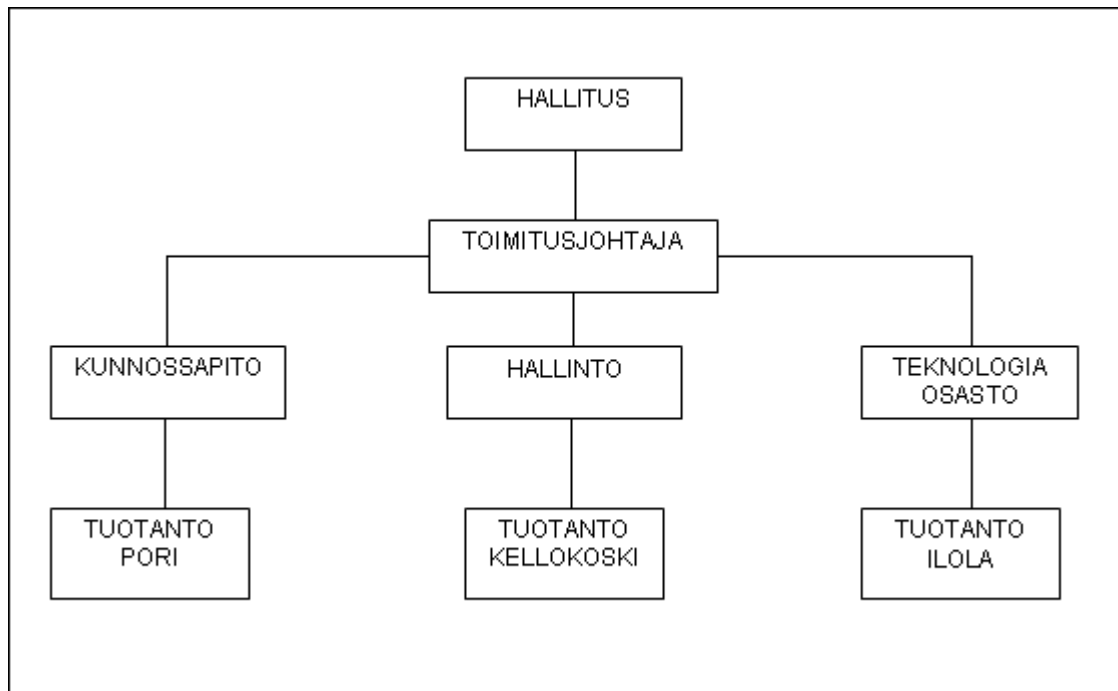 HALLITUS
TOIMITUSJOHTAJA
KUNNOSSAPITO
HALLINTO
TEKNOLOGIA
OSASTO
TUOTANTO
PORI
TUOTANTO
KELLOKOSKI
TUOTANTO
ILOLA